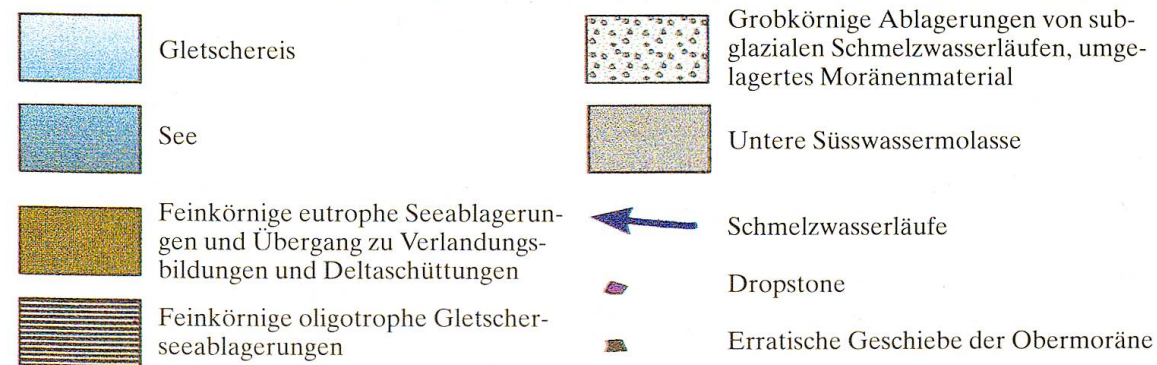 Gletschereis
See
Feinkörnige eutrophe Seeablagerun-
gen und Übergang zu Verlandungs-
bildungen und Deltaschüttungen
Feinkörnige oligotrophe Gletscher-
seeablagerungen
Grobkörnige Ablagerungen von sub-
glazialen Schmelzwasserläufen, umge-
lagertes Moränenmaterial
Untere Süsswassermolasse
Schmelzwasserläufe
Dropstone
Erratische Geschiebe der Obermoräne